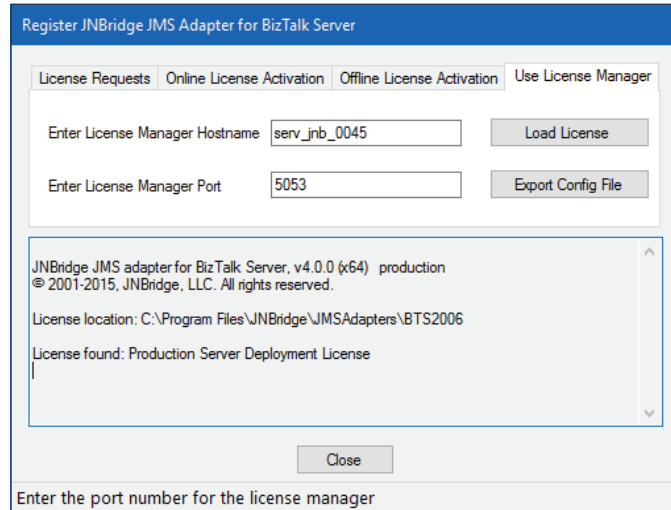 Register JNBridge JMS Adapter for BizTalk Server
License Requests Online License Activation Offline License Activation Use License Manager
Enter License Manager Hostname serv_jnb_0045 Load License
Enter License Manager Port 5053 Export Config File
JNBridge JMS adapter for BizTalk Server, v4.0.0 (x64) production
© 2001-2015, JNBridge, LLC. All rights reserved.
License location: C:\Program Files\JNBridge\JMSAdapters\BTS2006
License found: Production Server Deployment License
Close
Enter the port number for the license manager